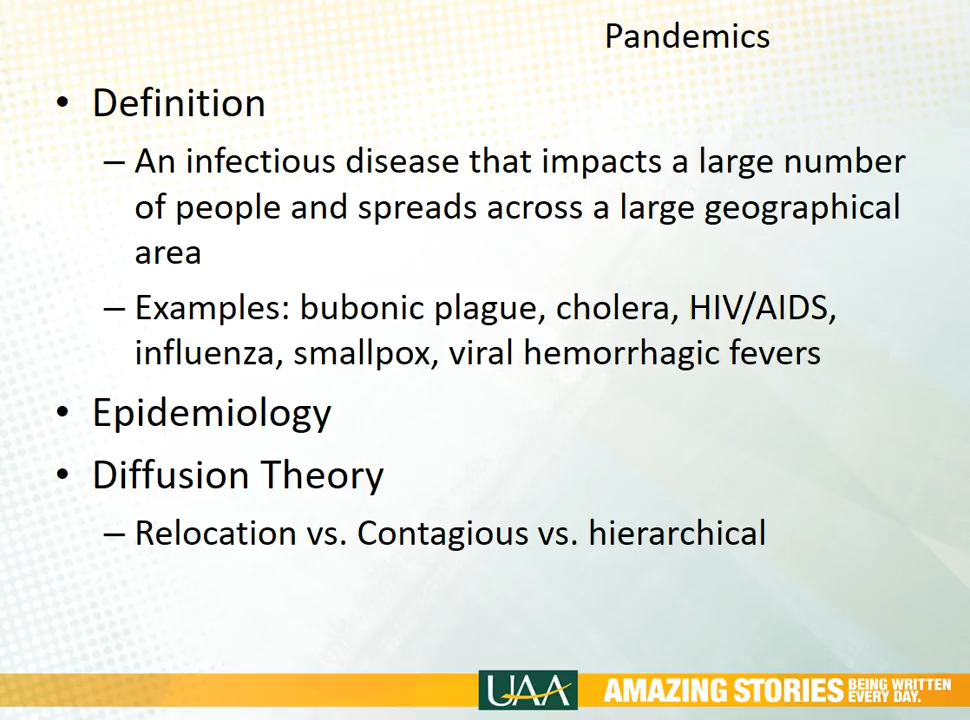 Pandemics
• Definition
– An infectious disease that impacts a large number
of people and spreads across a large geographical
area
– Examples: bubonic plague, cholera, HIV/AIDS,
influenza, smallpox, viral hemorrhagic fevers
• Epidemiology
• Diffusion Theory
– Relocation vs. Contagious vs. hierarchical
UAA AMAZING STORIES BEING WRITTEN
EVERY DAY.